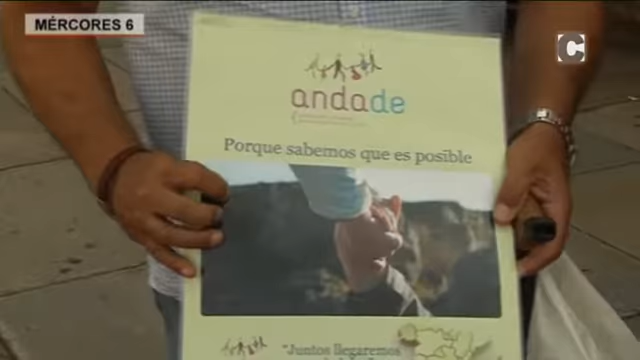 MÉRCORES 6
C
andade
Porque sabemos que es posible
"Juntos llegaremos